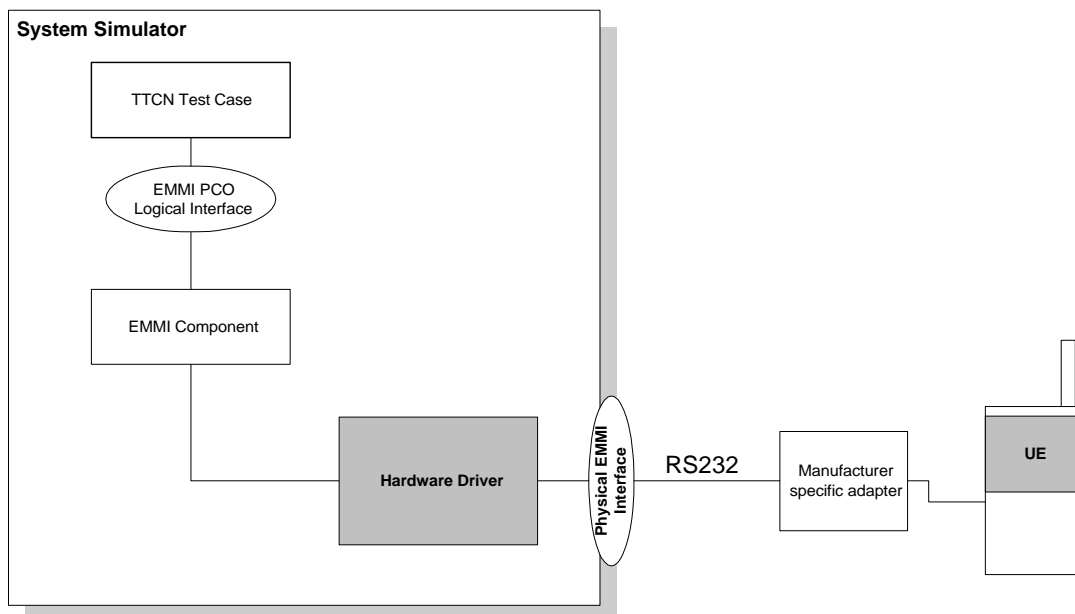 System Simulator
TTCN Test Case
EMMI PCO
Logical Interface
EMMI Component
Hardware Driver
Physical EMMI
Interface
RS232
Manufacturer
specific adapter
UE